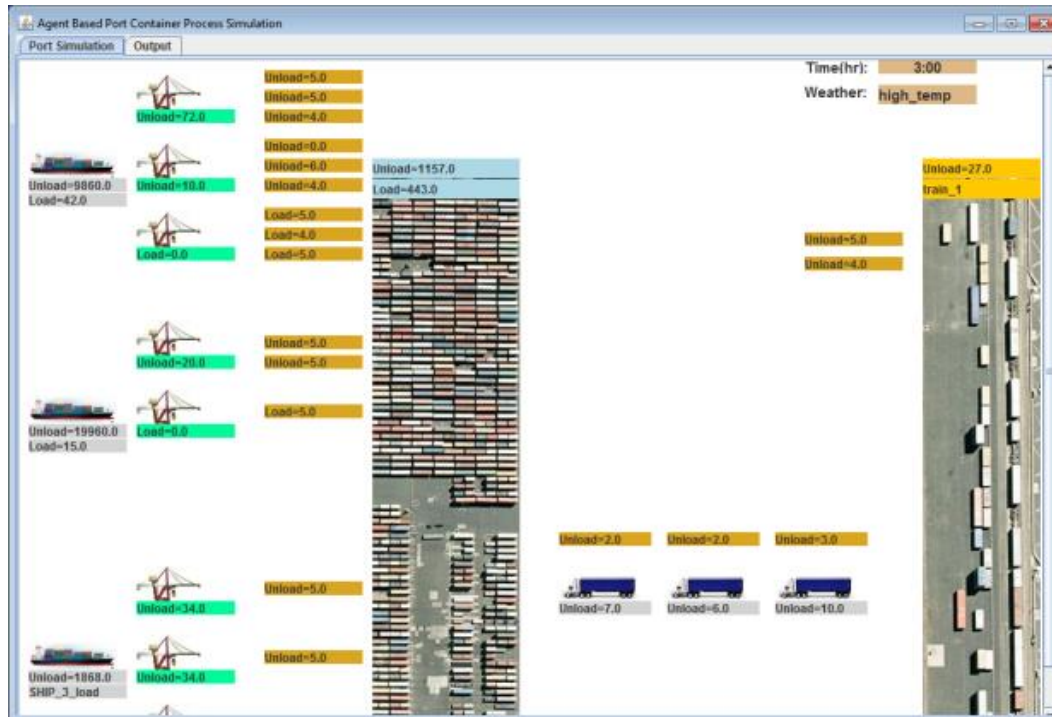 Agent Based Port Container Process Simulation
Port Simulation
Output
Time(hr): 3:00
Weather: high_temp
Unload=5.0
Unload=5.0
Unload=4.0
Unload=72.0
Unload=0.0
Unload=6.0
Unload=4.0
Unload=10.0
Unload=9860.0
Load=42.0
Load=5.0
Load=4.0
Load=5.0
Load=0.0
Unload=1157.0
Load=443.0
Unload=27.0
train_1
Unload=5.0
Unload=4.0
Unload=5.0
Unload=5.0
Unload=20.0
Load=5.0
Load=0.0
Unload=19960.0
Load=15.0
Unload=2.0
Unload=2.0
Unload=3.0
Unload=7.0
Unload=6.0
Unload=10.0
Unload=5.0
Unload=34.0
Unload=5.0
Unload=34.0
Unload=1868.0
SHIP_3_load